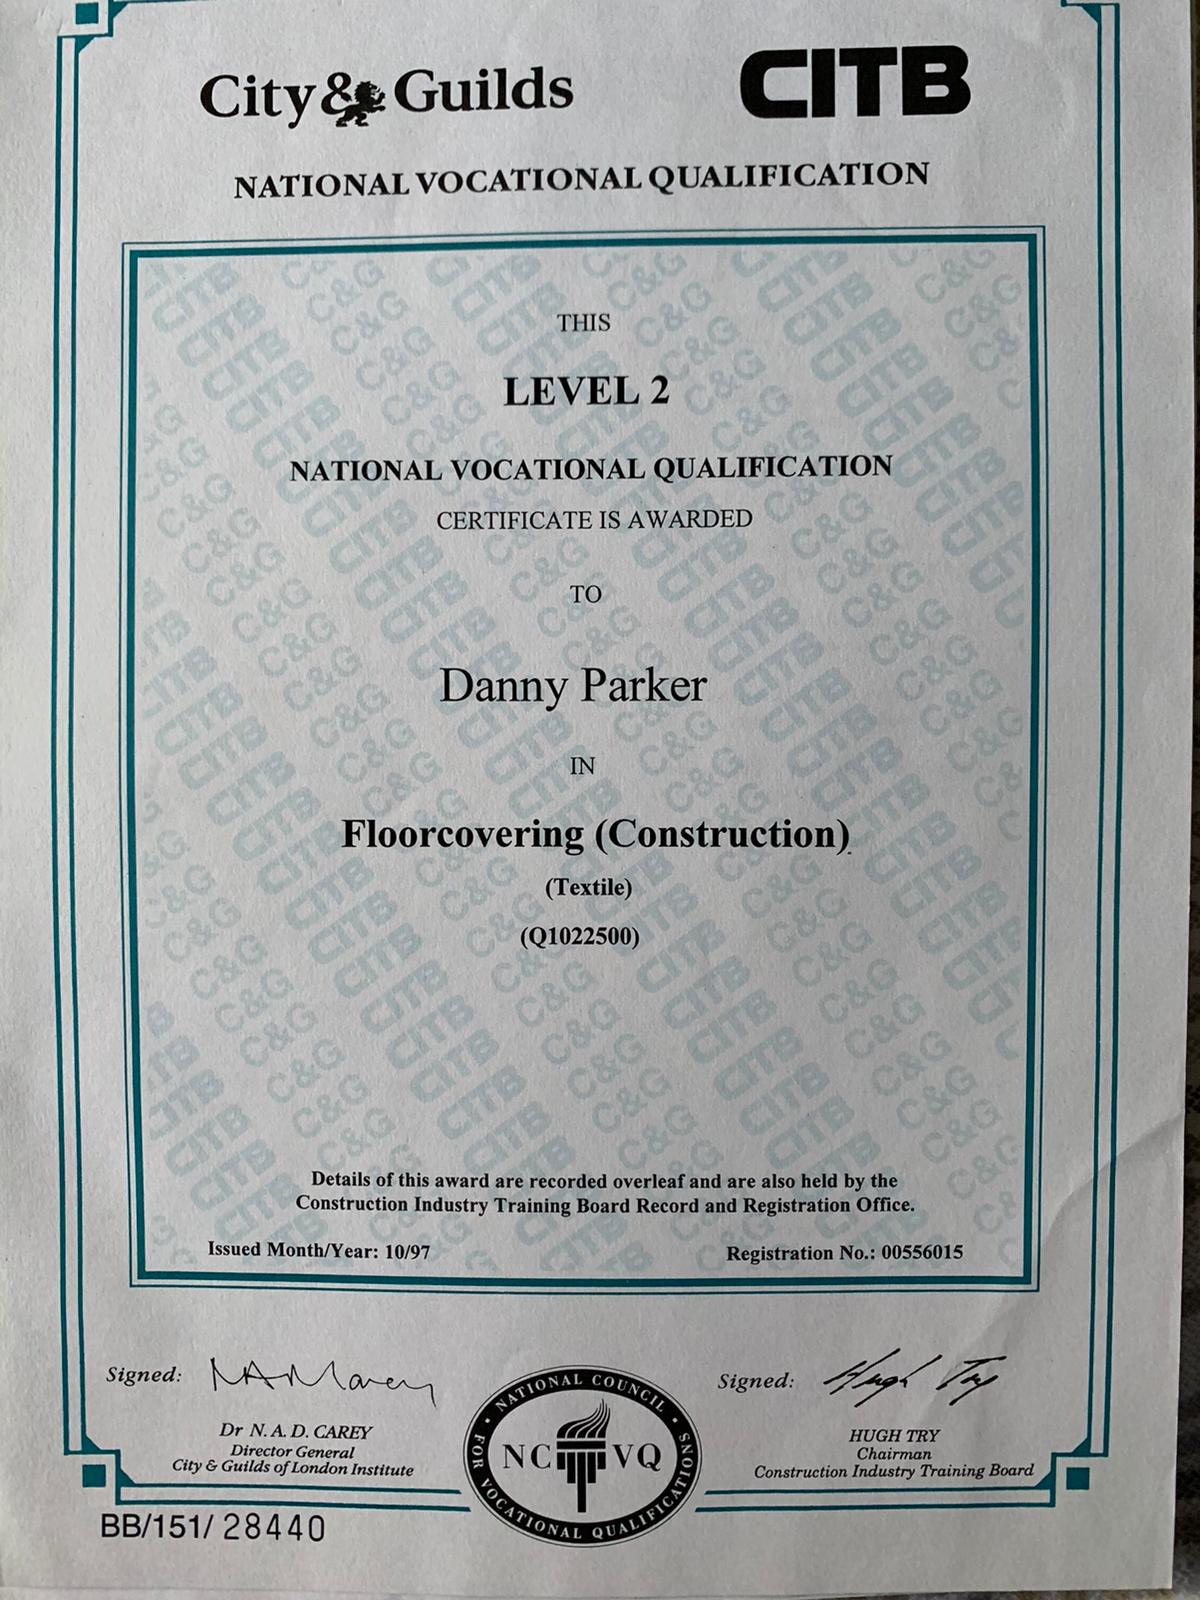 City & Guilds
CITB
NATIONAL VOCATIONAL QUALIFICATION
THIS
LEVEL 2
NATIONAL VOCATIONAL QUALIFICATION
CERTIFICATE IS AWARDED
TO
Danny Parker
IN
Floorcovering (Construction)
(Textile)
(Q1022500)
Details of this award are recorded overleaf and are also held by the
Construction Industry Training Board Record and Registration Office.
Issued Month/Year: 10/97
Registration No.: 00556015
Signed: N A D Carey
Dr N. A. D. CAREY
Director General
City & Guilds of London Institute
NATIONAL COUNCIL
FOR VOCATIONAL QUALIFICATIONS
NCVQ
Signed: Hugh Try
HUGH TRY
Chairman
Construction Industry Training Board
BB/151/ 28440